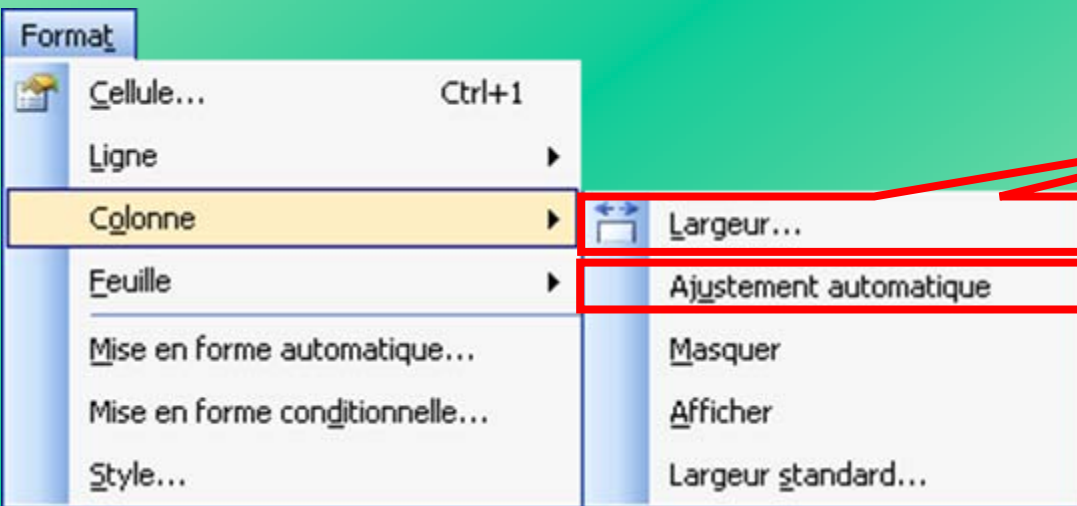 Format
Cellule... Ctrl+1
Ligne
Colonne
Feuille
Mise en forme automatique...
Mise en forme conditionnelle...
Style...
Largeur...
Ajustement automatique
Masquer
Afficher
Largeur standard...